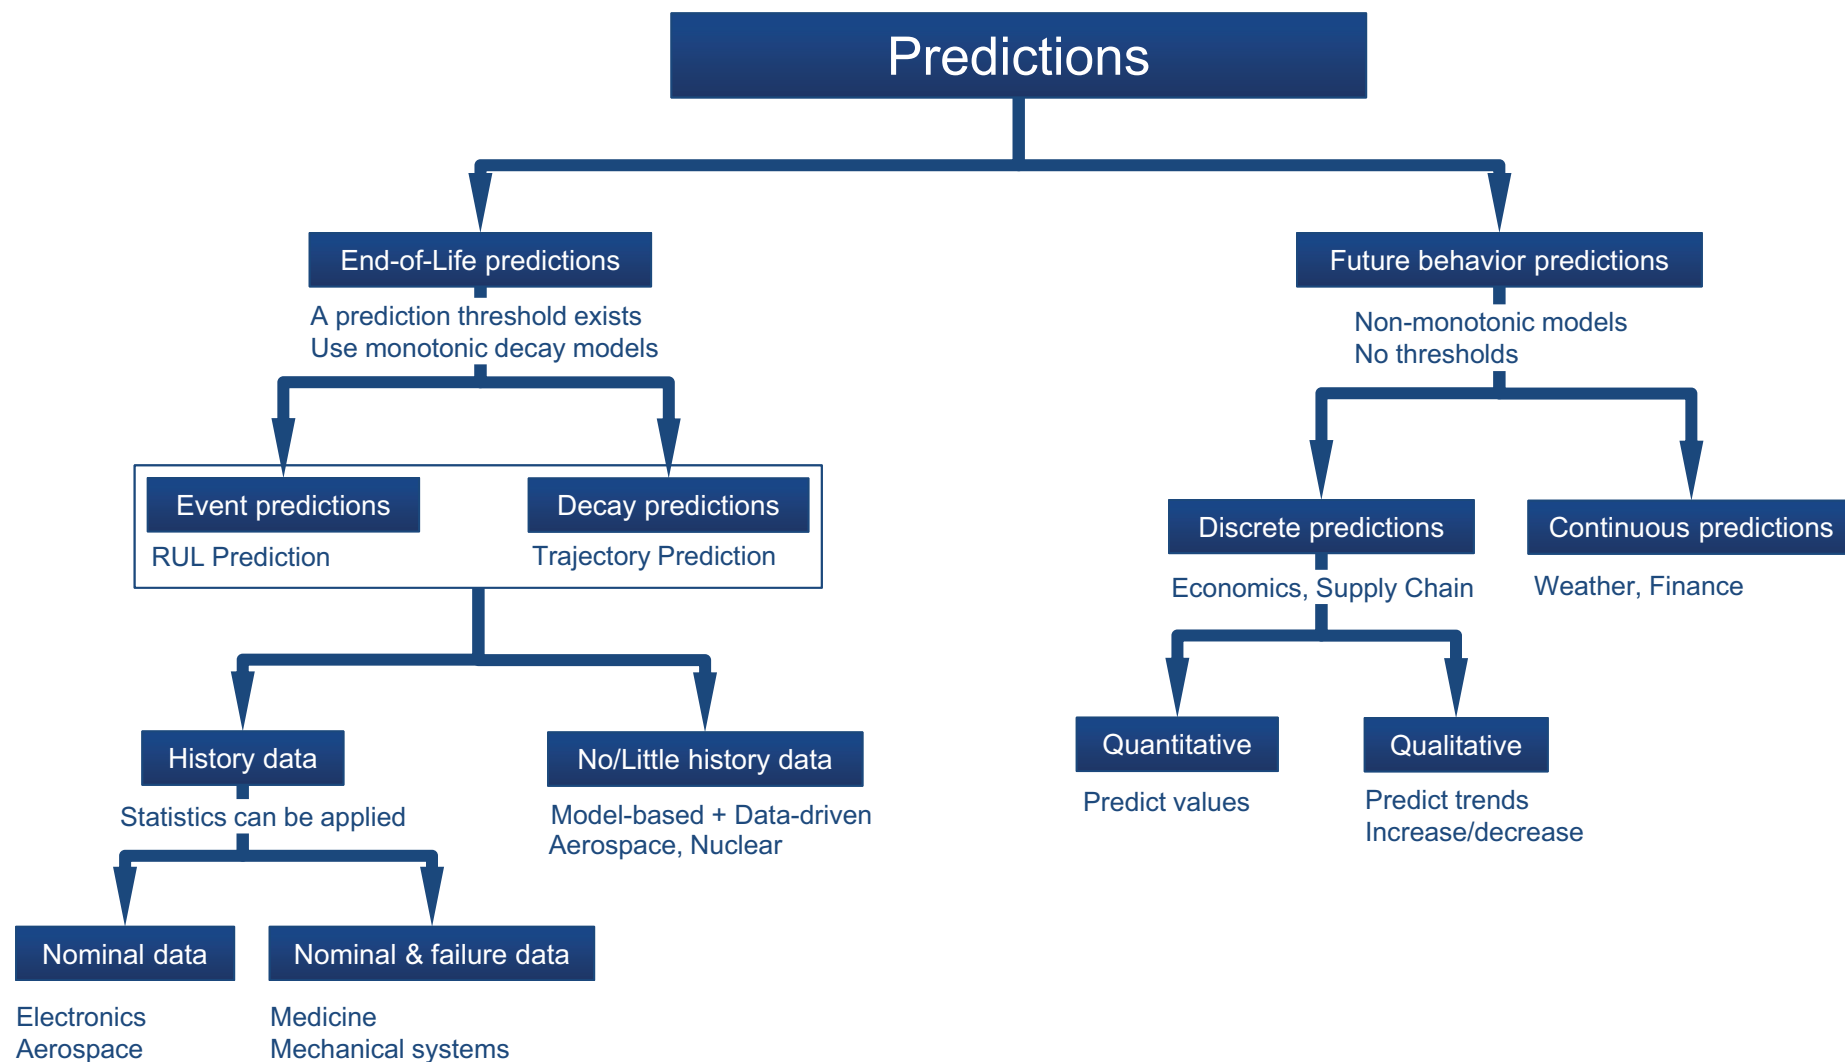 Predictions
End-of-Life predictions
Future behavior predictions
A prediction threshold exists
Use monotonic decay models
Non-monotonic models
No thresholds
Event predictions
Decay predictions
RUL Prediction
Trajectory Prediction
Discrete predictions
Continuous predictions
Economics, Supply Chain
Weather, Finance
History data
No/Little history data
Quantitative
Qualitative
Statistics can be applied
Model-based + Data-driven
Aerospace, Nuclear
Predict values
Predict trends
Increase/decrease
Nominal data
Nominal & failure data
Electronics
Aerospace
Medicine
Mechanical systems